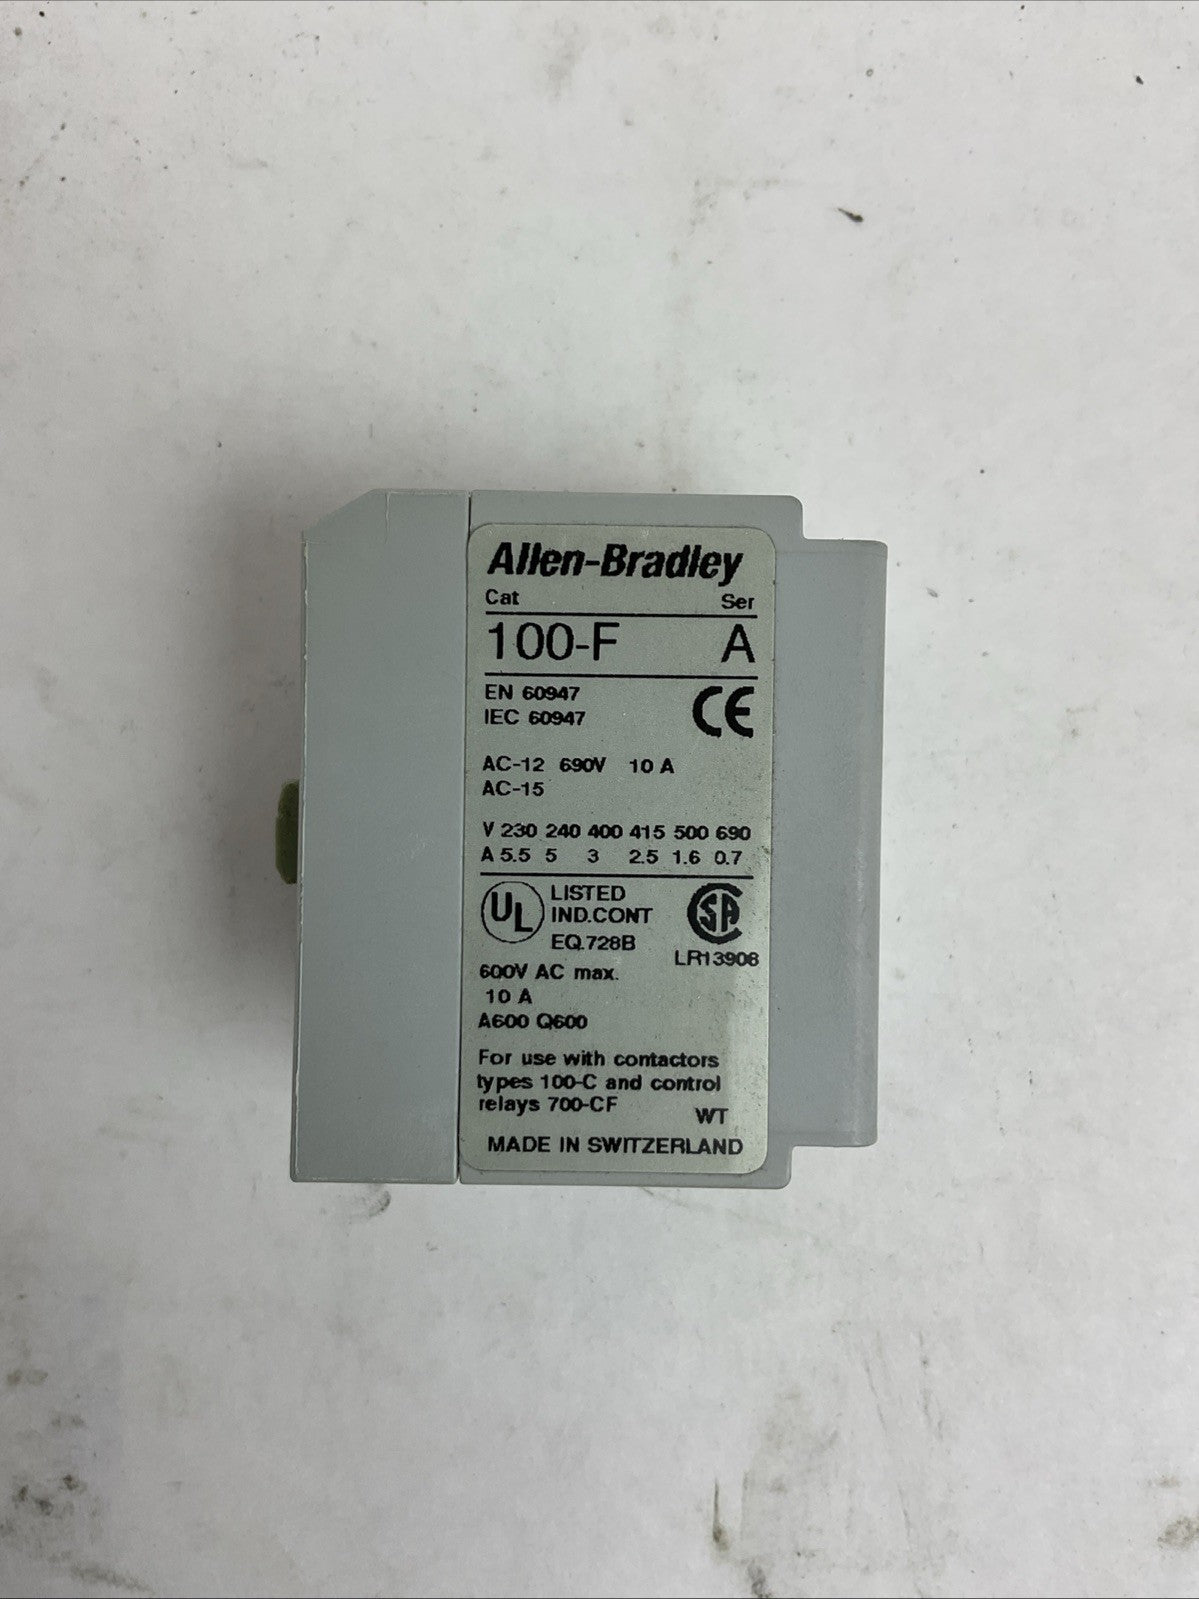 Allen-Bradley
Cat Ser
100-F A
EN 60947
IEC 60947
CE
AC-12 690V 10 A
AC-15
V 230 240 400 415 500 690
A 5.5 5 3 2.5 1.6 0.7
UL LISTED
IND.CONT
EQ.728B
SA
LR13908
600V AC max.
10 A
A600 Q600
For use with contactors
types 100-C and control
relays 700-CF
WT
MADE IN SWITZERLAND